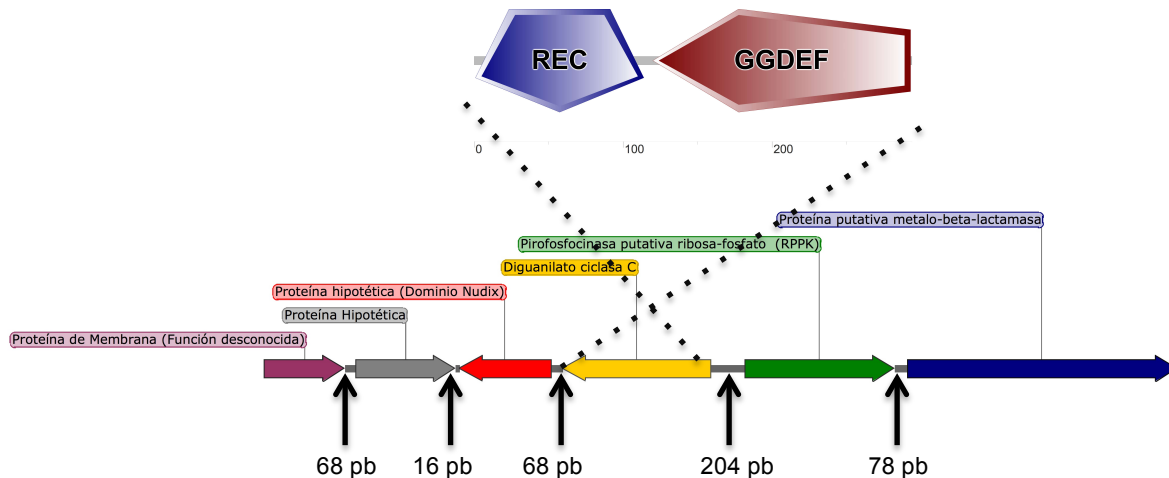 REC
GGDEF
0
100
200
Proteína putativa metalo-beta-lactamasa
Pirofosfocinasa putativa ribosa-fosfato (RPPK)
Diguanilato ciclasa C
Proteína hipotética (Dominio Nudix)
Proteína Hipotética
Proteína de Membrana (Función desconocida)
68 pb
16 pb
68 pb
204 pb
78 pb